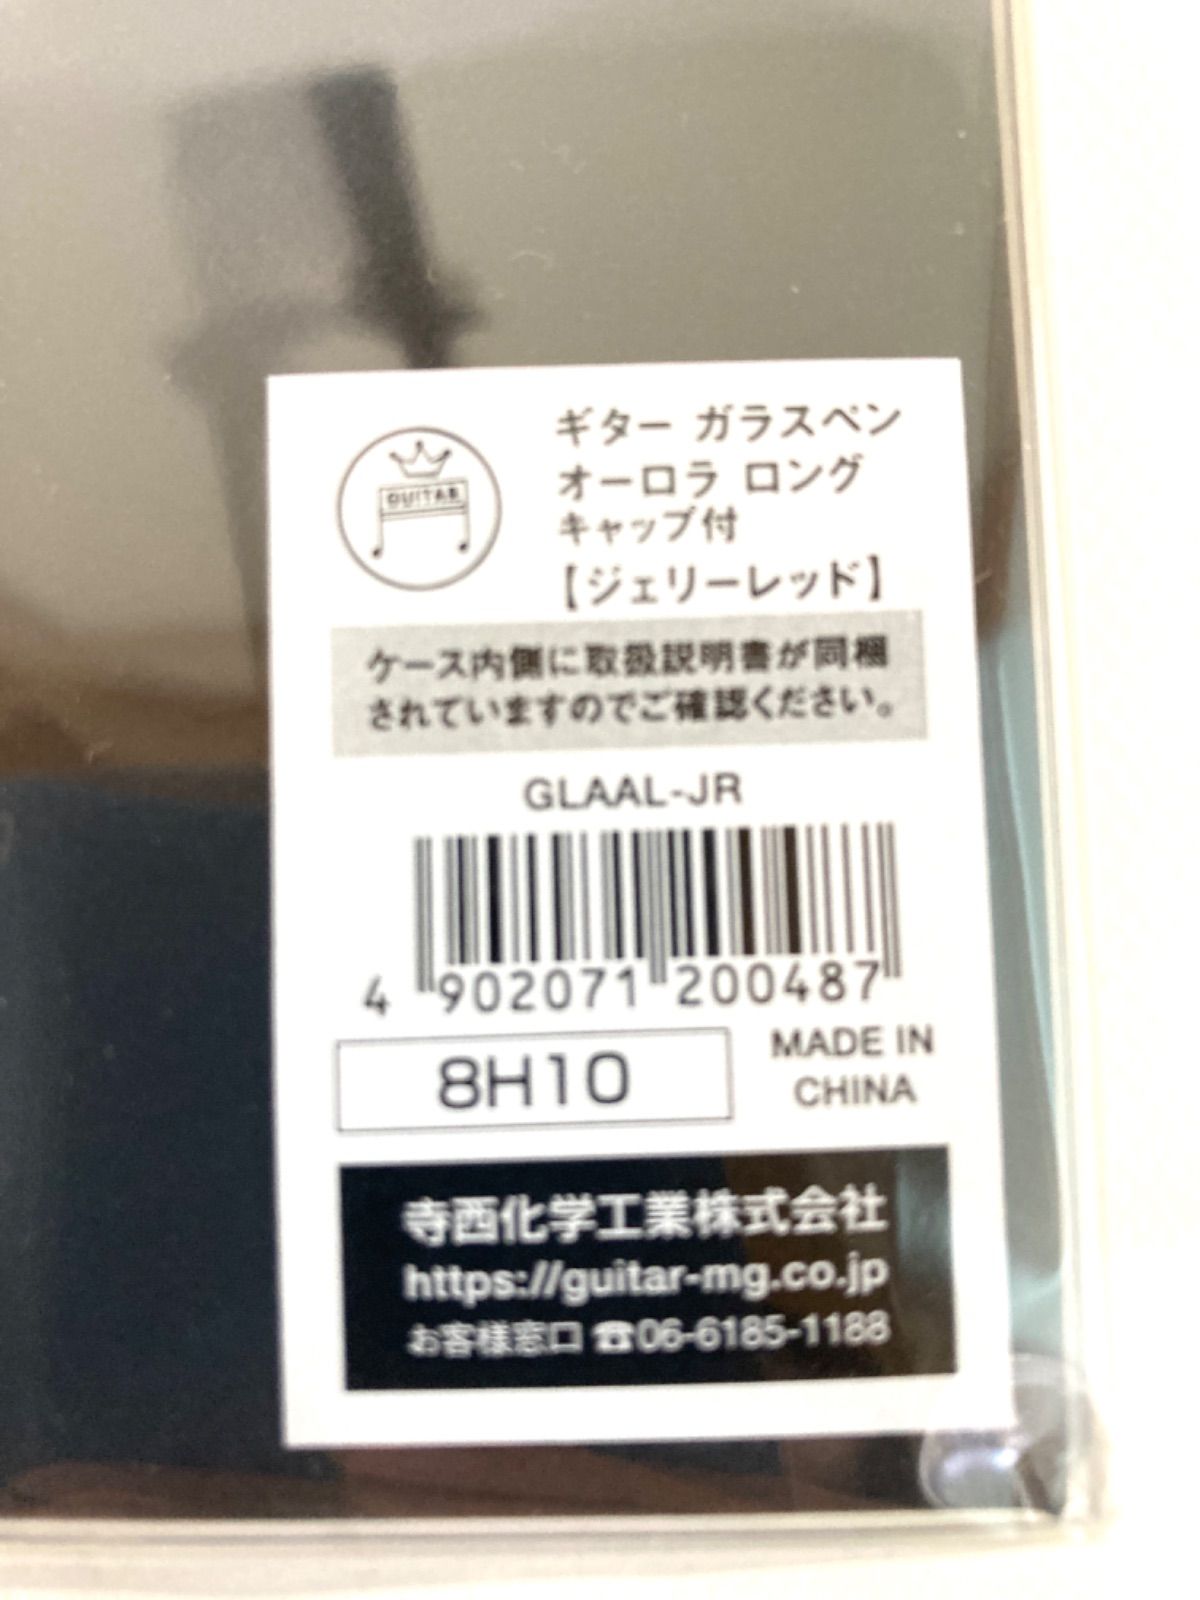 GUITAR
ギター ガラスペン
オーロラ ロング
キャップ付
【ジェリーレッド】
ケース内側に取扱説明書が同梱
されていますのでご確認ください。
GLAAL-JR
4 902071 200487
8H10
MADE IN
CHINA
寺西化学工業株式会社
https://guitar-mg.co.jp
お客様窓口 ☎06-6185-1188